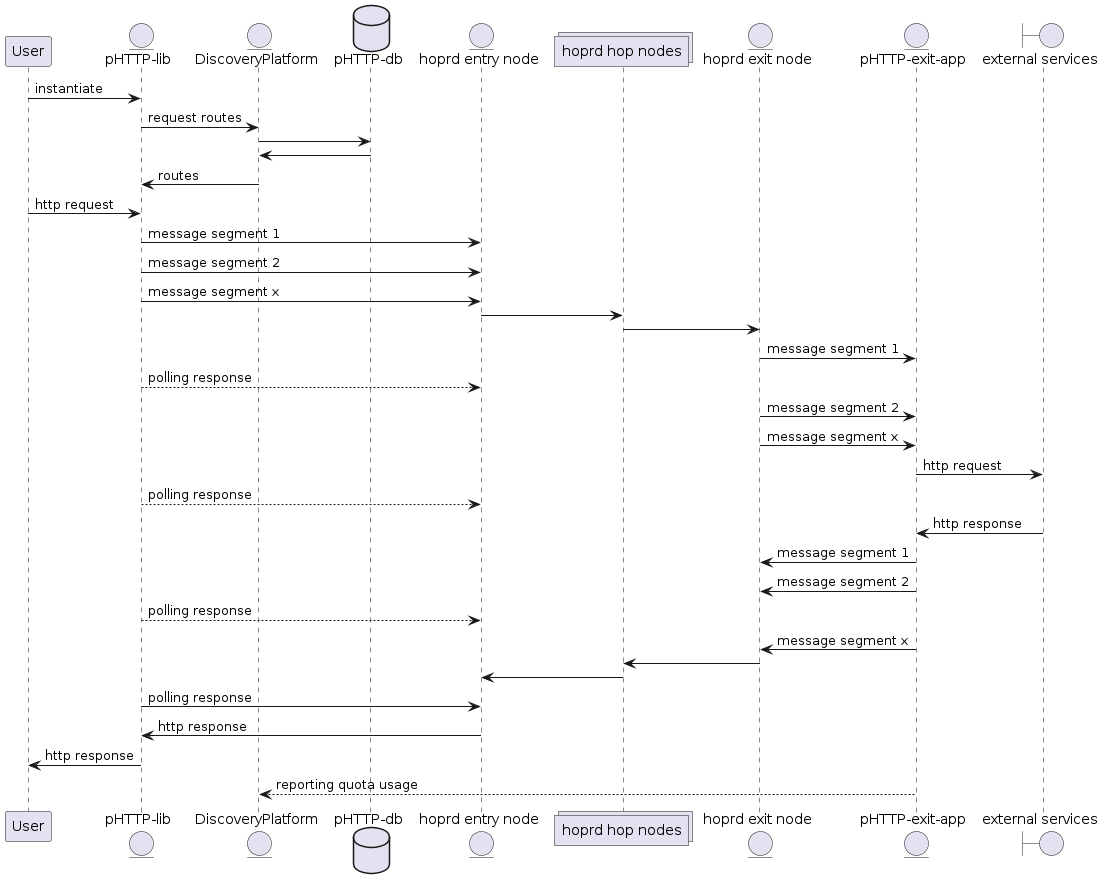 User
pHTTP-lib
DiscoveryPlatform
pHTTP-db
hoprd entry node
hoprd hop nodes
hoprd exit node
pHTTP-exit-app
external services
instantiate
request routes
routes
http request
message segment 1
message segment 2
message segment x
message segment 1
polling response
message segment 2
message segment x
http request
polling response
http response
message segment 1
message segment 2
polling response
message segment x
polling response
http response
http response
reporting quota usage
User
pHTTP-lib
DiscoveryPlatform
pHTTP-db
hoprd entry node
hoprd hop nodes
hoprd exit node
pHTTP-exit-app
external services